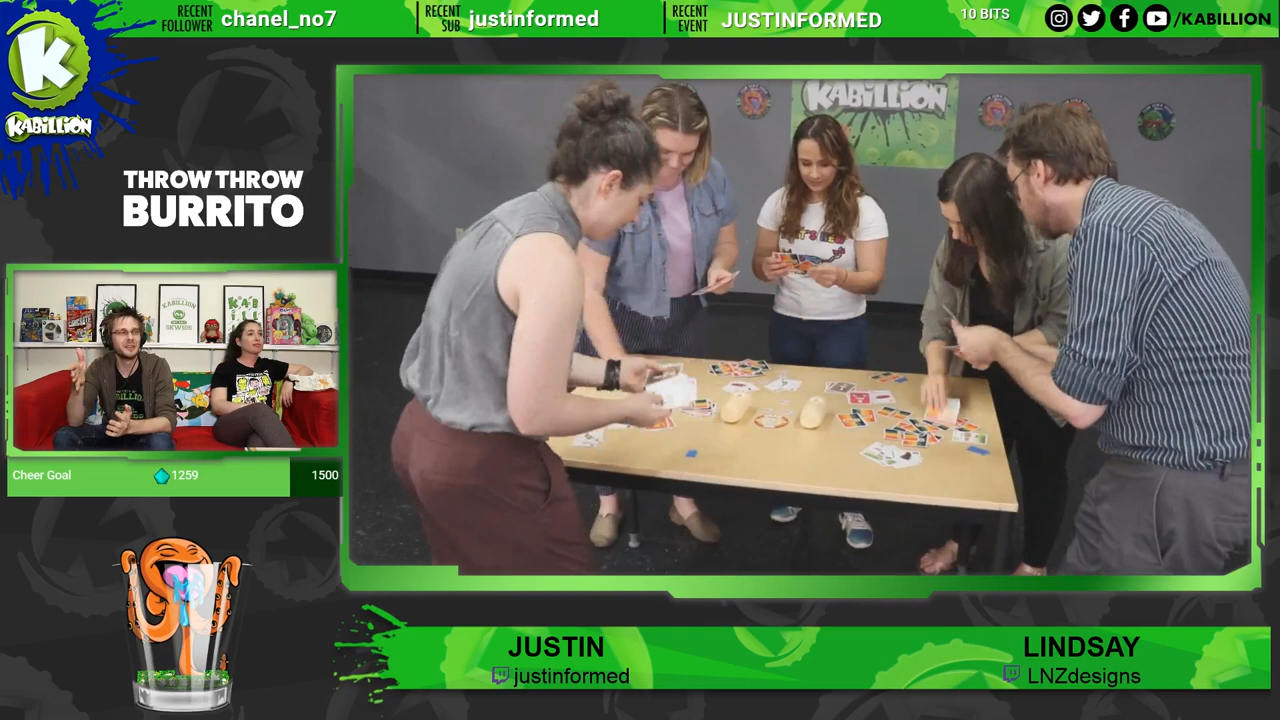 RECENT
FOLLOWER
chanel_no7
RECENT
SUB
justinformed
RECENT
EVENT
JUSTINFORMED
10 BITS
/KABILLION
K
KABILLION
THROW THROW
BURRITO
KABILLION
Cheer Goal
1259
1500
JUSTIN
justinformed
LINDSAY
LNZdesigns